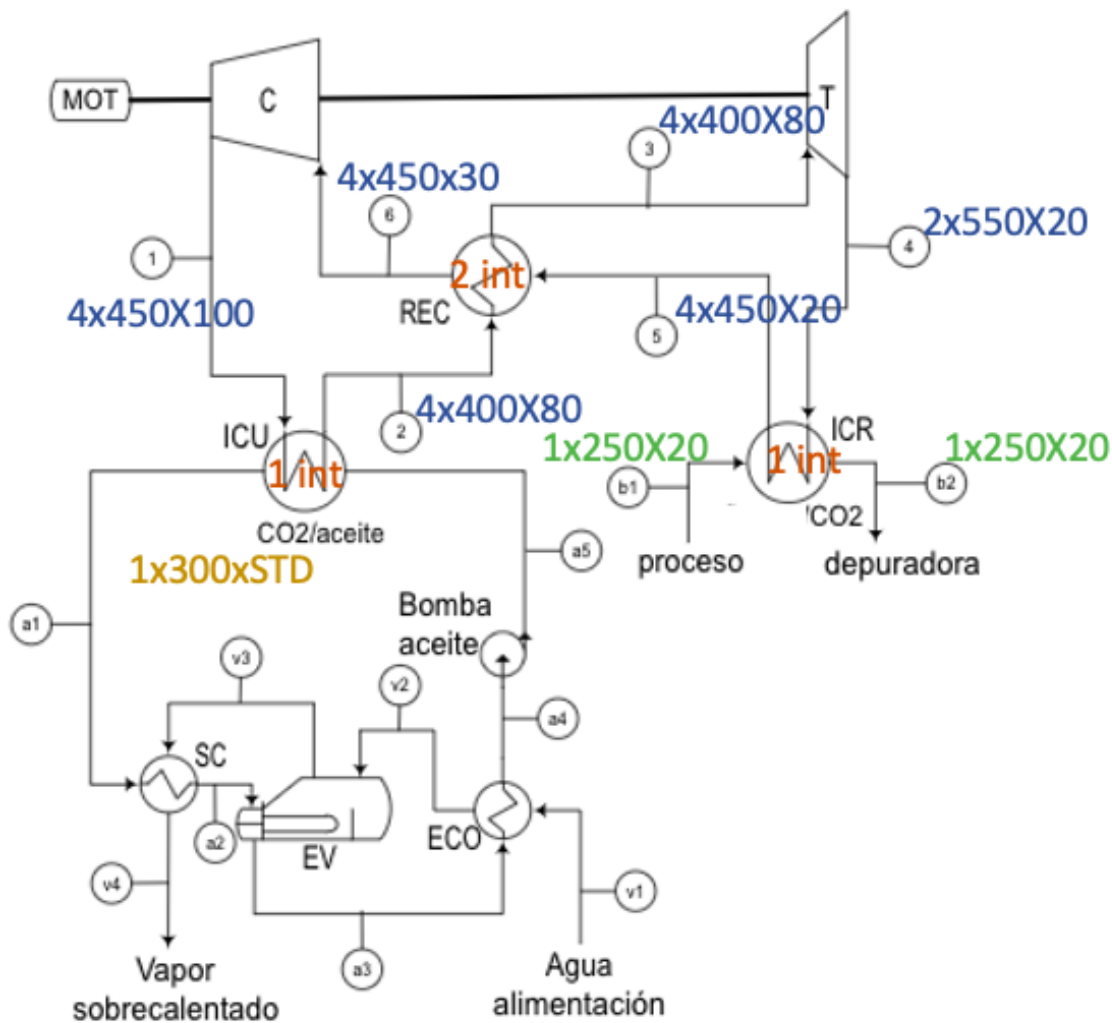 MOT
C
T
4x400X80
3
4x450x30
6
2x550X20
4
1
2 int
REC
4x450X100
4x450X20
5
ICU
4x400X80
2
1 int
CO2/aceite
ICR
1x250X20
1 int
1x250X20
b1
b2
/CO2
proceso
depuradora
1x300xSTD
a5
a1
Bomba
aceite
v3
v2
a4
SC
a2
EV
ECO
v4
v1
a3
Vapor
sobrecalentado
Agua
alimentación